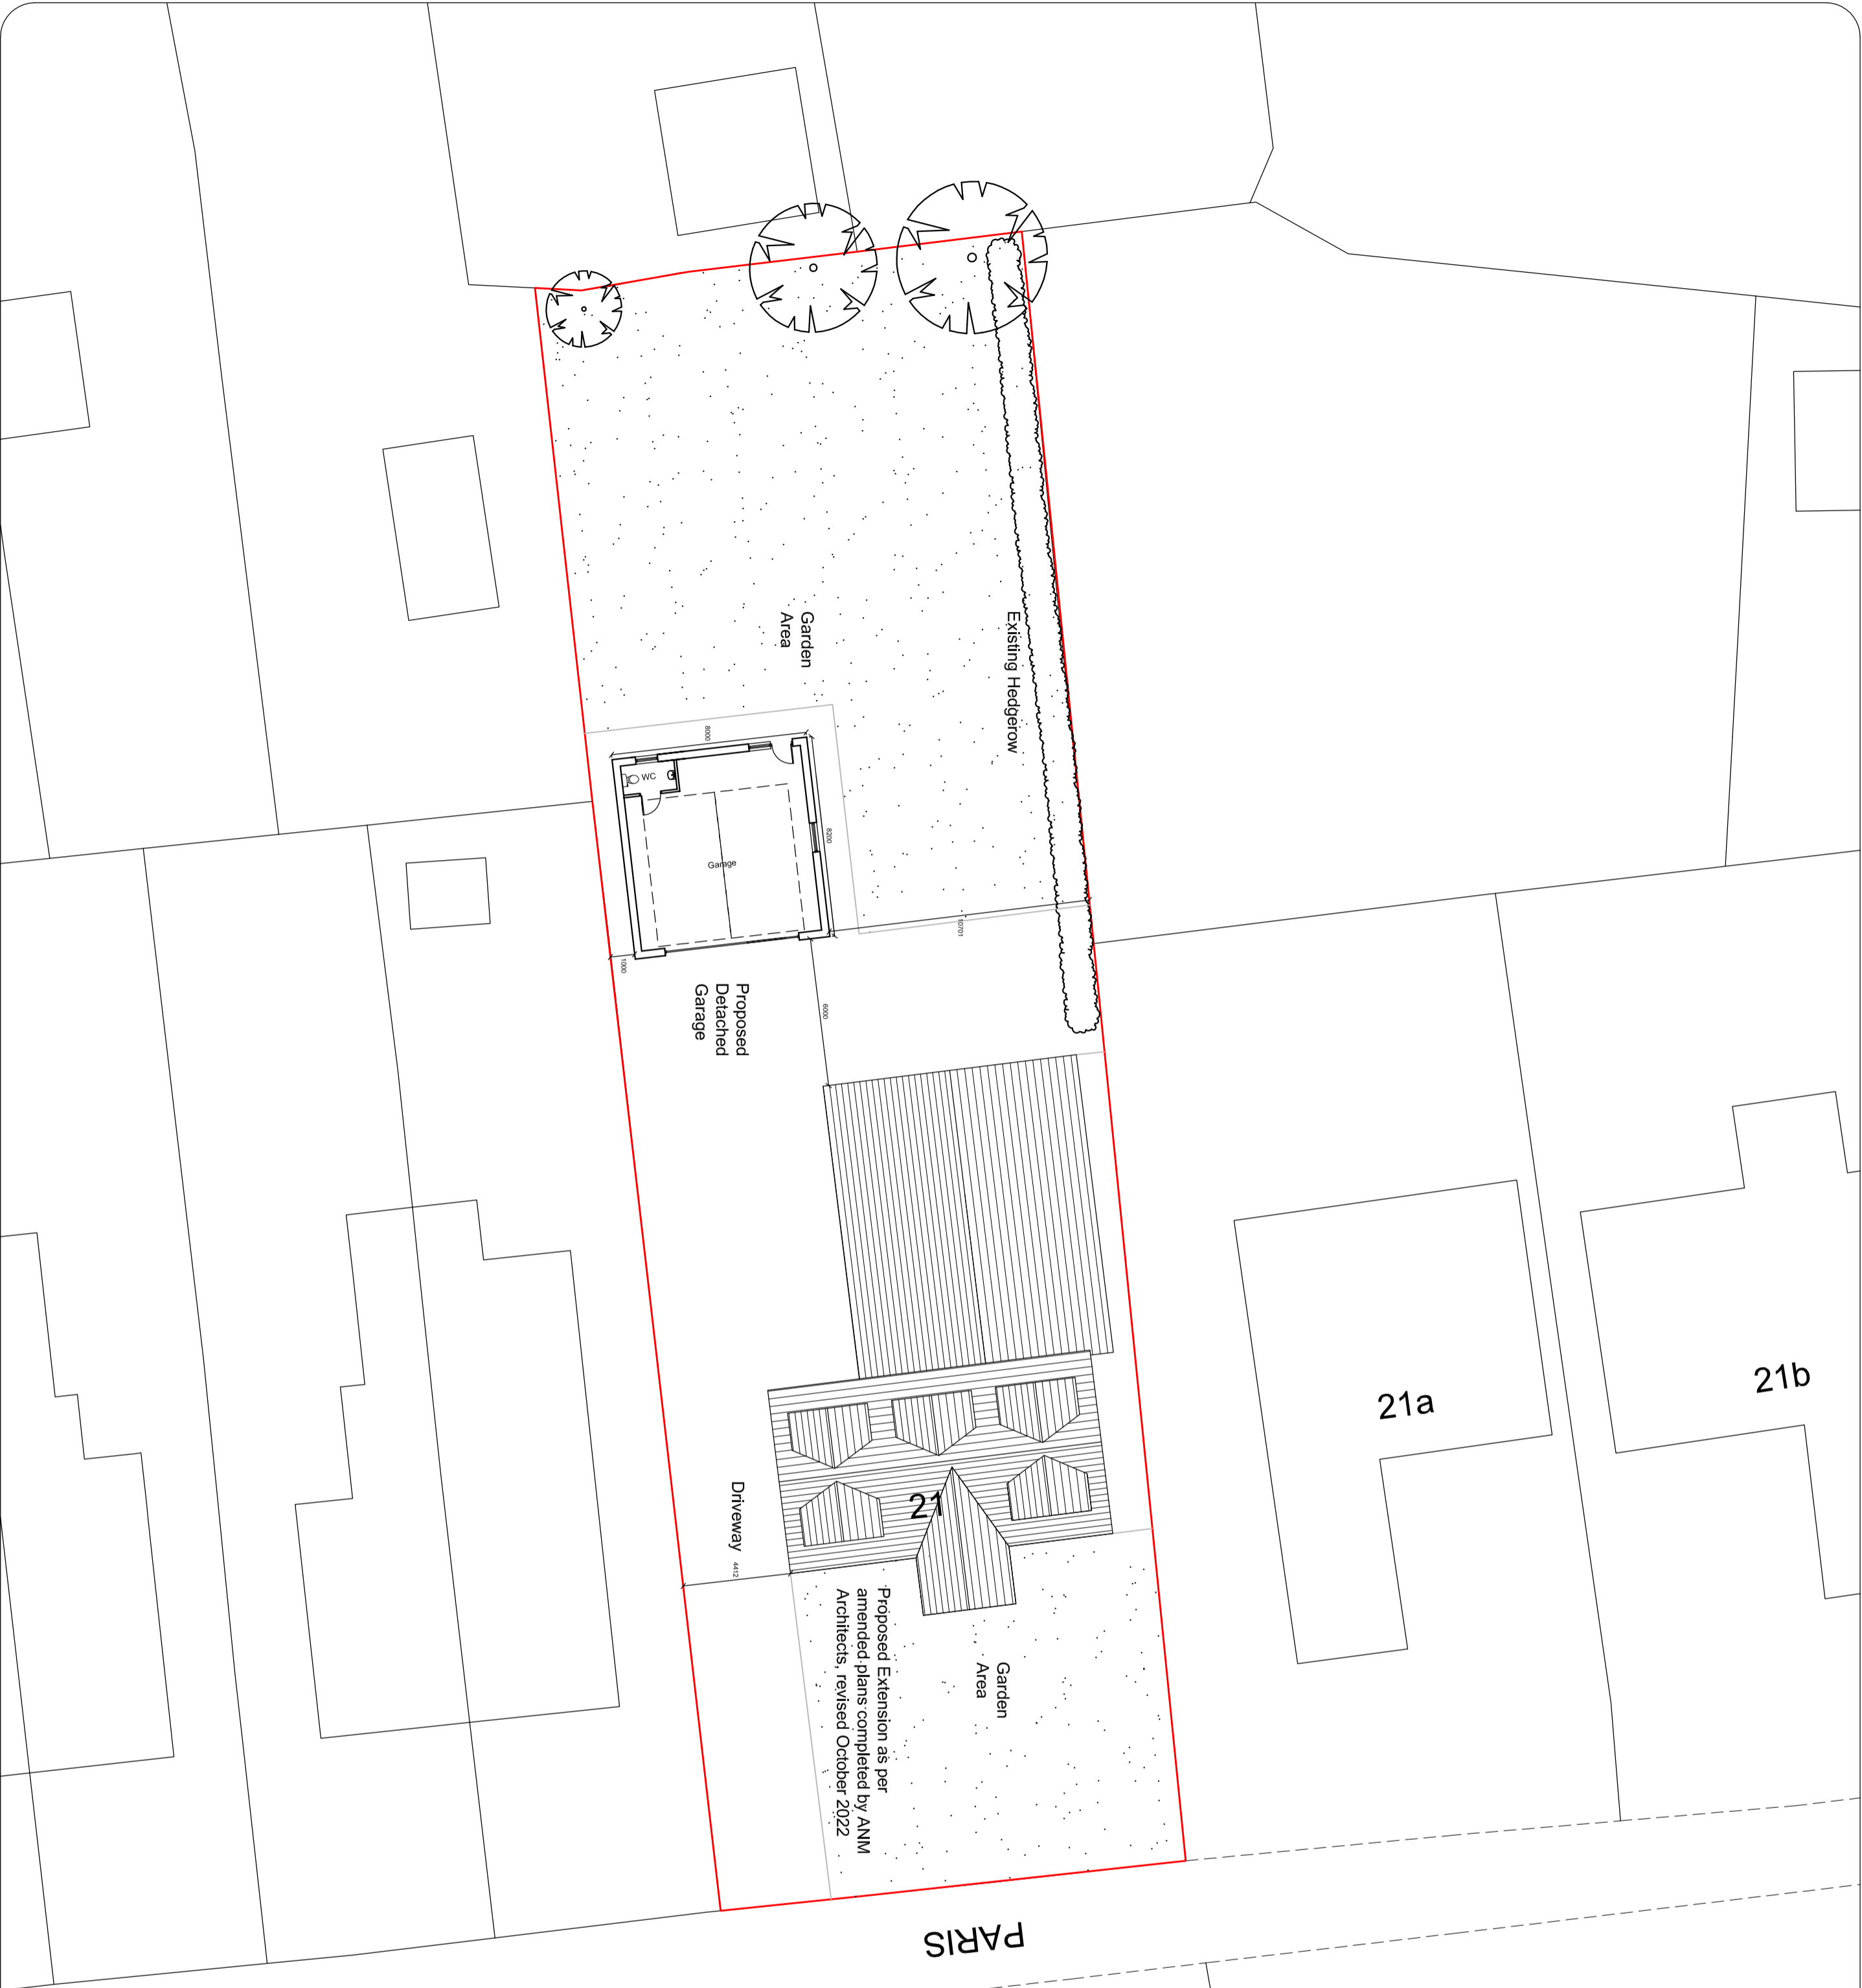 Garden
Area
Existing Hedgerow
8000
WC
8200
Garage
10701
1000
6000
Proposed
Detached
Garage
21a
21b
21
Driveway
4412
Proposed Extension as per
amended plans completed by ANM
Architects, revised October 2022
Garden
Area
PARIS